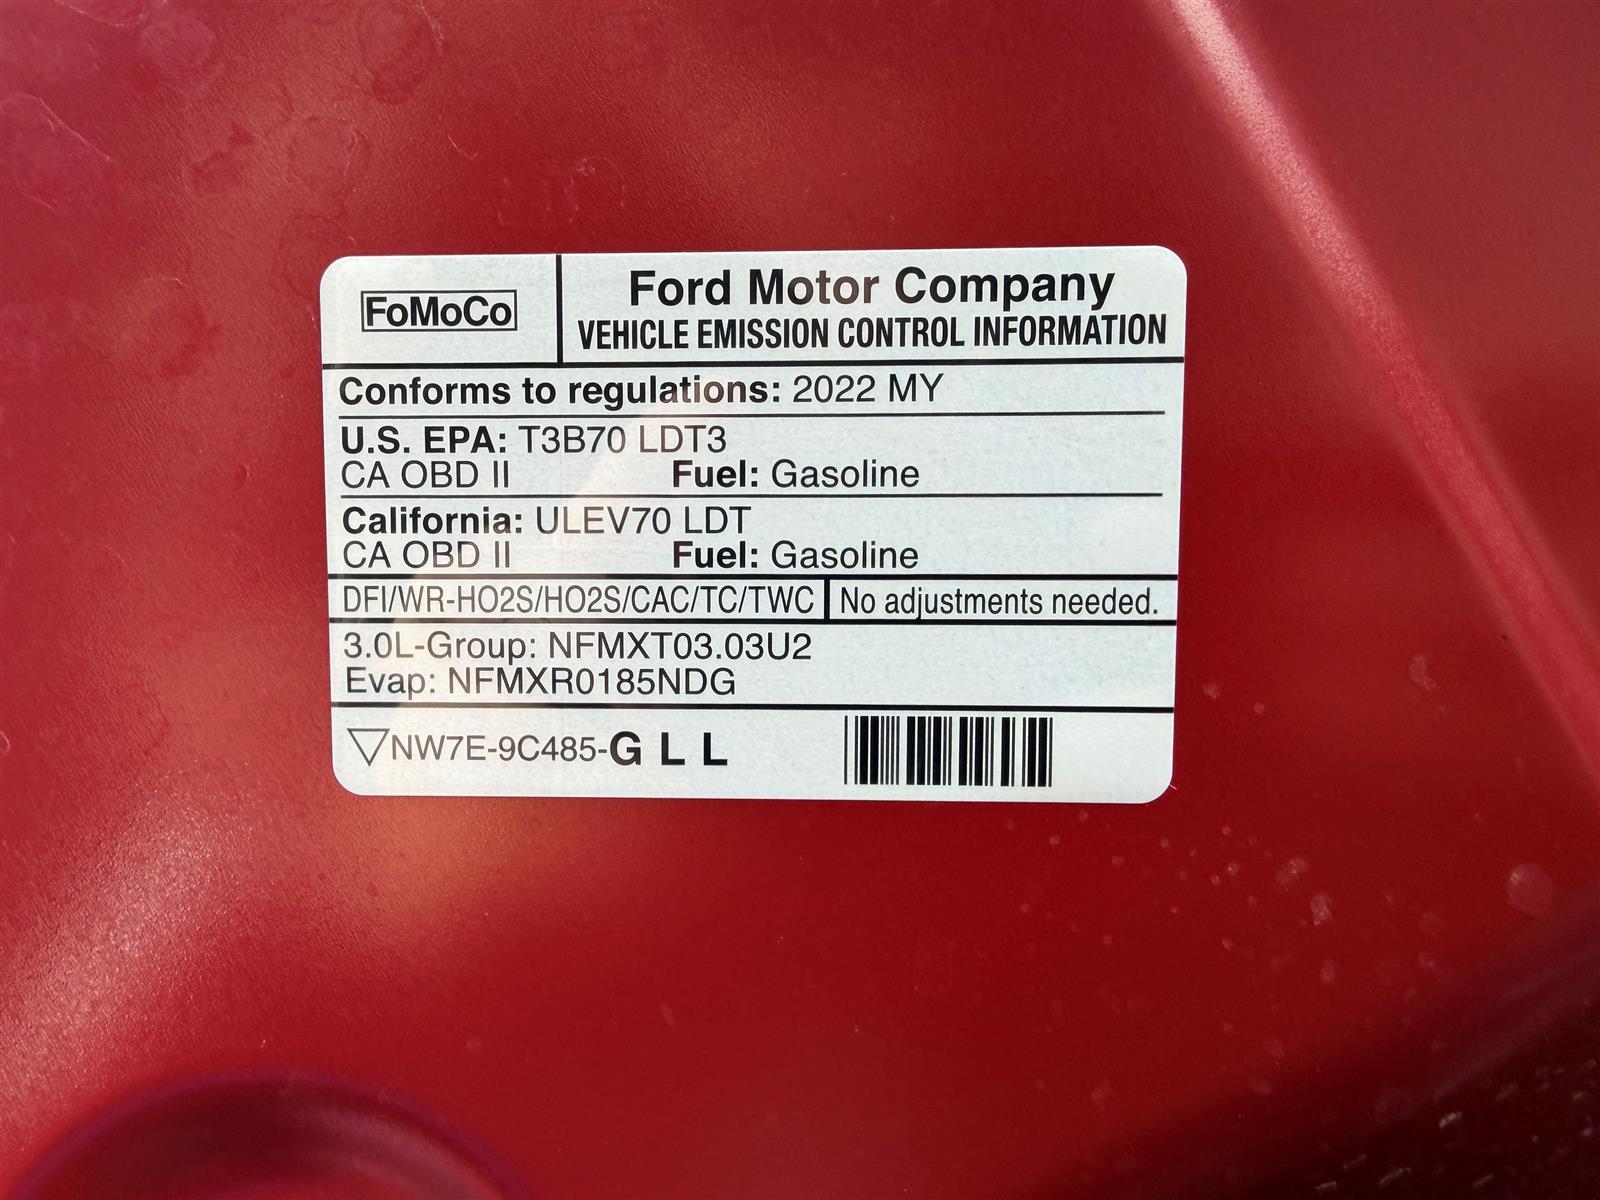 FoMoCo
Ford Motor Company
VEHICLE EMISSION CONTROL INFORMATION
Conforms to regulations: 2022 MY
U.S. EPA: T3B70 LDT3
CA OBD II Fuel: Gasoline
California: ULEV70 LDT
CA OBD II Fuel: Gasoline
DFI/WR-HO2S/HO2S/CAC/TC/TWC No adjustments needed.
3.0L-Group: NFMXT03.03U2
Evap: NFMXR0185NDG
▽NW7E-9C485-G L L